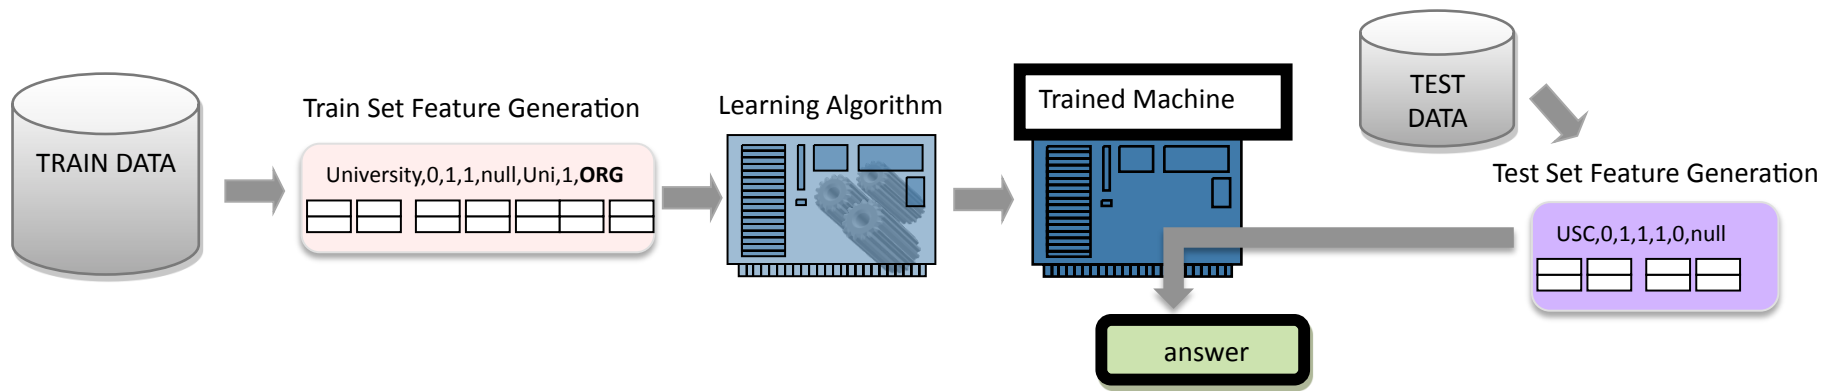 TRAIN DATA
Train Set Feature Generation
University,0,1,1,null,Uni,1,ORG
Learning Algorithm
Trained Machine
TEST
DATA
Test Set Feature Generation
USC,0,1,1,1,0,null
answer